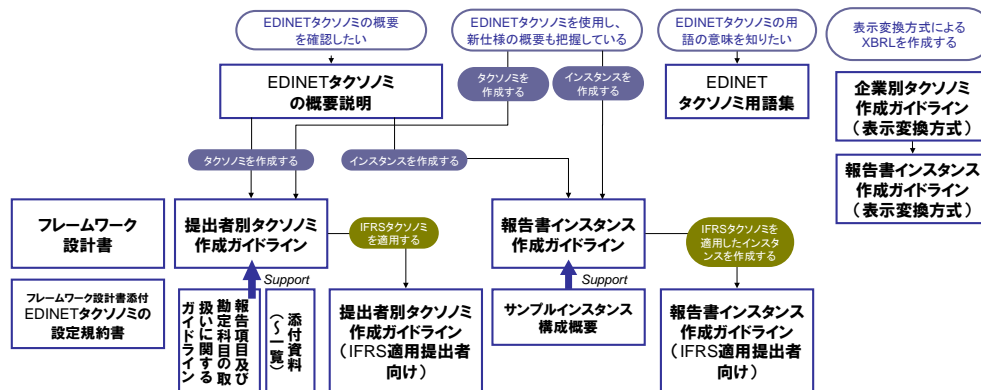 EDINETタクソノミの概要
を確認したい
EDINETタクソノミを使用し、
新仕様の概要も把握している
EDINETタクソノミの用
語の意味を知りたい
表示変換方式による
XBRLを作成する
EDINETタクソノミ
の概要説明
タクソノミを
作成する
インスタンスを
作成する
EDINET
タクソノミ用語集
企業別タクソノミ
作成ガイドライン
(表示変換方式)
タクソノミを作成する
インスタンスを作成する
報告書インスタンス
作成ガイドライン
(表示変換方式)
フレームワーク
設計書
提出者別タクソノミ
作成ガイドライン
IFRSタクソノミ
を適用する
報告書インスタンス
作成ガイドライン
IFRSタクソノミを
適用したインスタ
ンスを作成する
Support
Support
フレームワーク設計書添付
EDINETタクソノミの
設定規約書
報告項目及び
勘定科目の取
扱いに関する
ガイドライン
添付資料
(~一覧)
提出者別タクソノミ
作成ガイドライン
(IFRS適用提出者
向け)
サンプルインスタンス
構成概要
報告書インスタンス
作成ガイドライン
(IFRS適用提出者
向け)